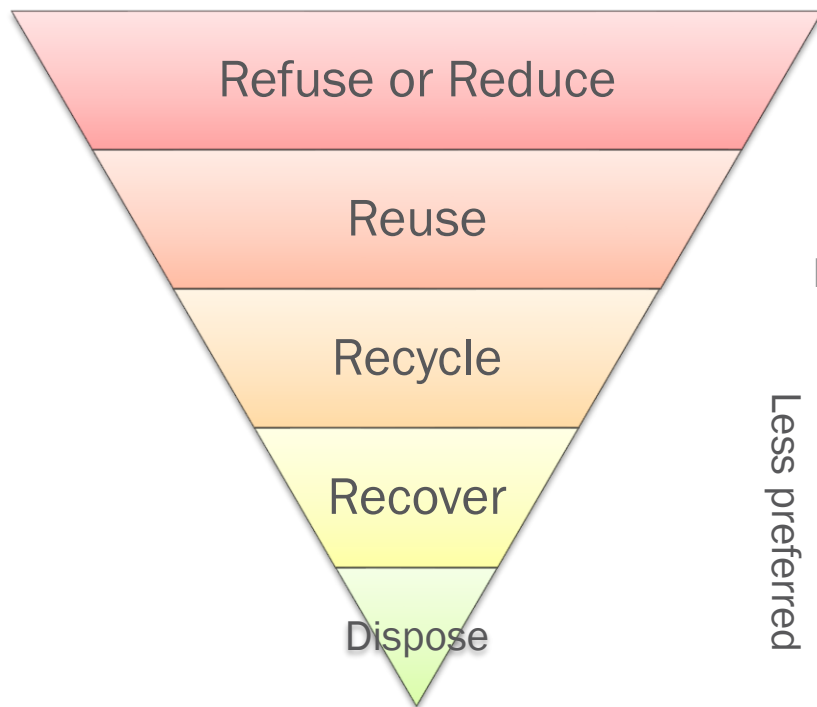 Refuse or Reduce
Reuse
Recycle
Recover
Dispose
Less preferred